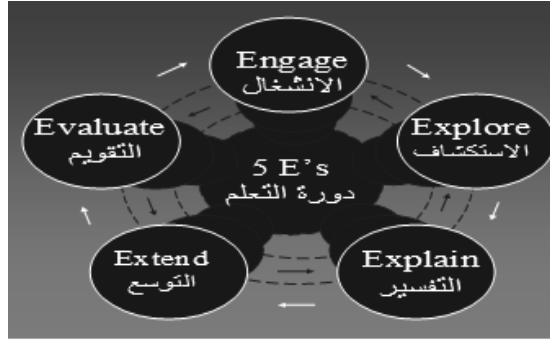 Engage
الانشغال
Explore
الاستكشاف
Explain
التفسير
Extend
التوسع
Evaluate
التقويم
5 E's
دورة التعلم